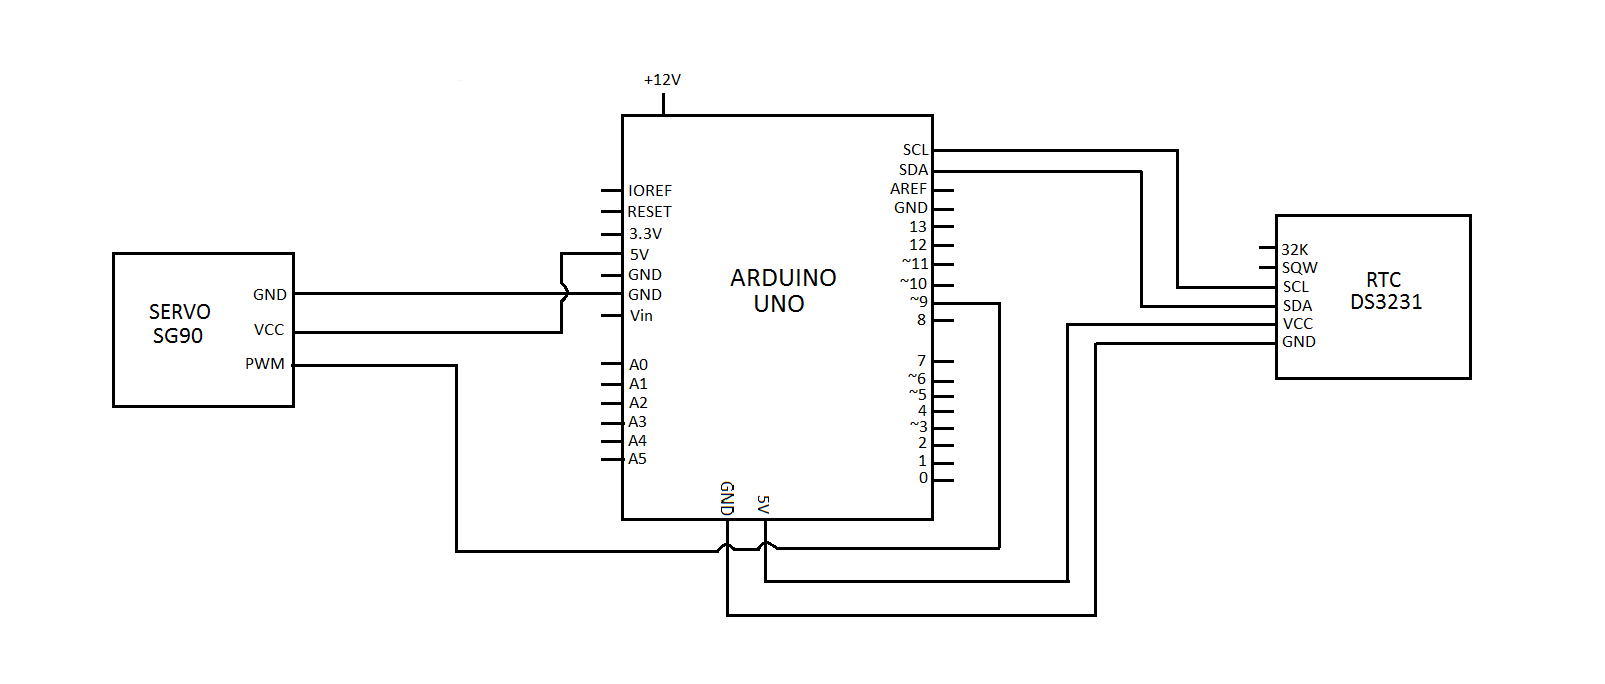 +12V
SCL
SDA
AREF
GND
13
12
~11
~10
~9
8
7
~6
~5
4
~3
2
1
0
IOREF
RESET
3.3V
5V
GND
GND
Vin
A0
A1
A2
A3
A4
A5
ARDUINO
UNO
GND
5V
SERVO
SG90
GND
VCC
PWM
32K
SQW
SCL
SDA
VCC
GND
RTC
DS3231